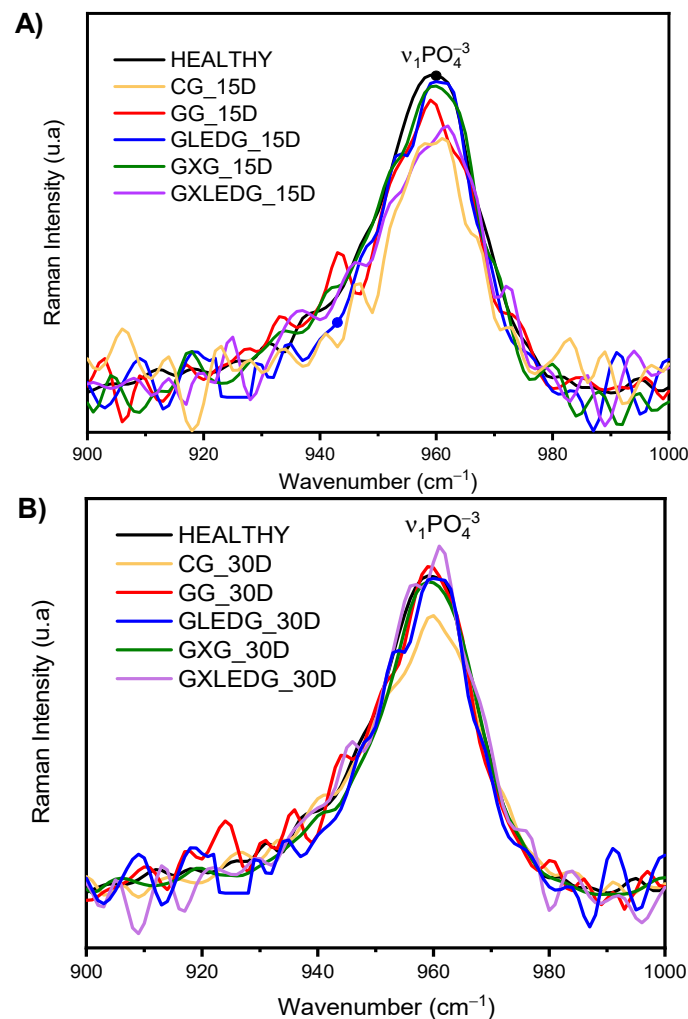 A)
HEALTHY
CG_15D
GG_15D
GLEDG_15D
GXG_15D
GXLEDG_15D
ν₁PO₄⁻³
Raman Intensity (u.a)
900 920 940 960 980 1000
Wavenumber (cm⁻¹)
B)
HEALTHY
CG_30D
GG_30D
GLEDG_30D
GXG_30D
GXLEDG_30D
ν₁PO₄⁻³
Raman Intensity (u.a)
900 920 940 960 980 1000
Wavenumber (cm⁻¹)